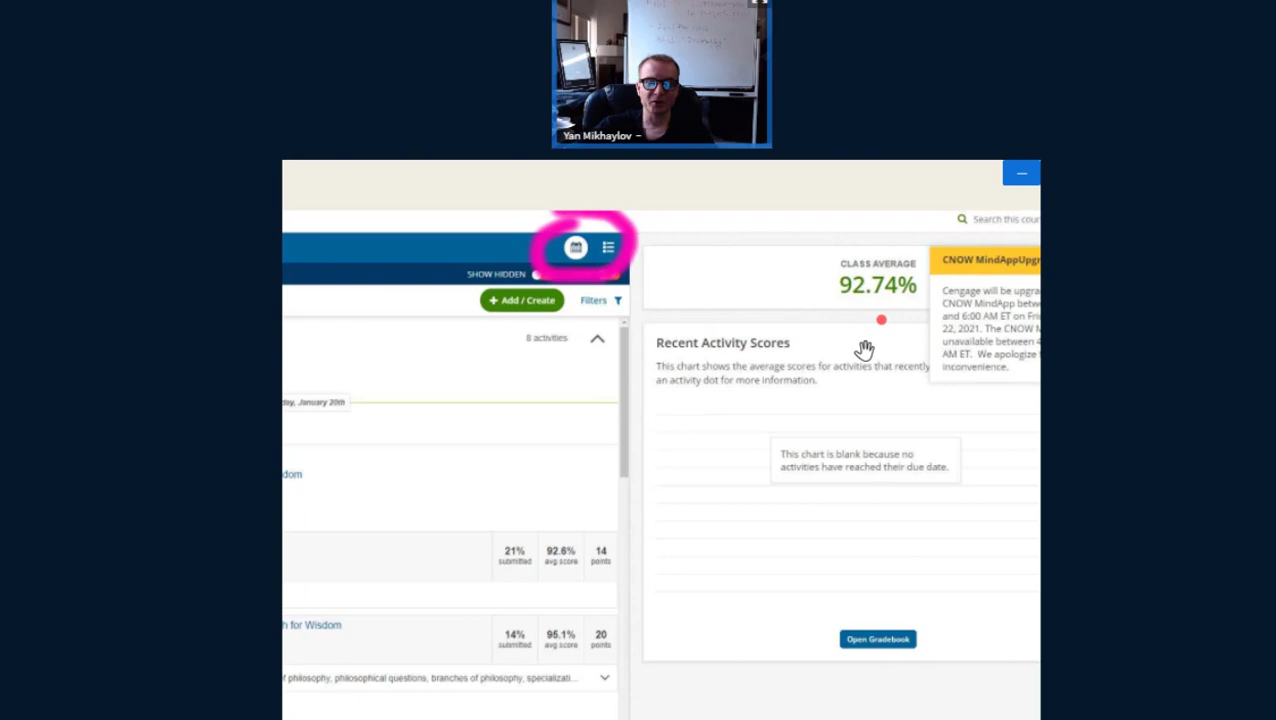 Yan Mikhaylov
Search this cour
CLASS AVERAGE
92.74%
CNOW MindAppUpgr
Cengage will be upgra
CNOW MindApp betw
and 6:00 AM ET on Fri
22, 2021. The CNOW M
unavailable between 4
AM ET. We apologize
inconvenience.
SHOW HIDDEN
+ Add / Create
Filters
8 activities
Recent Activity Scores
This chart shows the average scores for activities that recently
an activity dot for more information.
day, January 20th
This chart is blank because no
activities have reached their due date.
dom
21% 92.6% 14
submitted avg score points
h for Wisdom
14% 95.1% 20
submitted avg score points
Open Gradebook
f philosophy, philosophical questions, branches of philosophy, specializati...